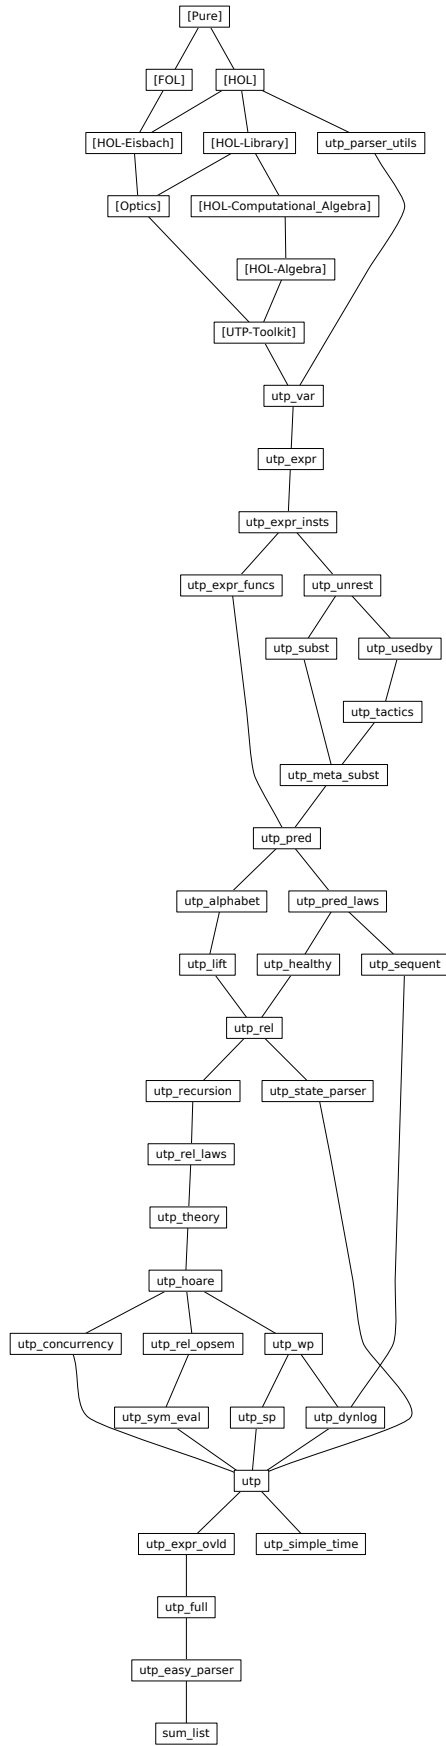 [Pure]
[FOL]
[HOL]
[HOL-Eisbach]
[HOL-Library]
utp_parser_utils
[Optics]
[HOL-Computational_Algebra]
[HOL-Algebra]
[UTP-Toolkit]
utp_var
utp_expr
utp_expr_insts
utp_expr_funcs
utp_unrest
utp_subst
utp_usedby
utp_tactics
utp_meta_subst
utp_pred
utp_alphabet
utp_pred_laws
utp_lift
utp_healthy
utp_sequent
utp_rel
utp_recursion
utp_state_parser
utp_rel_laws
utp_theory
utp_hoare
utp_concurrency
utp_rel_opsem
utp_wp
utp_sym_eval
utp_sp
utp_dynlog
utp
utp_expr_ovld
utp_simple_time
utp_full
utp_easy_parser
sum_list